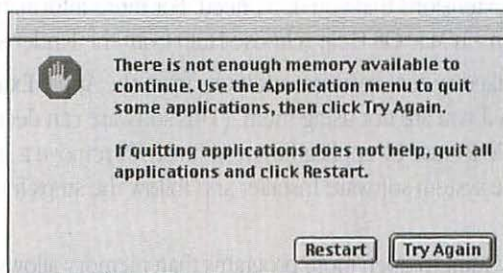 There is not enough memory available to
continue. Use the Application menu to quit
some applications, then click Try Again.
If quitting applications does not help, quit all
applications and click Restart.
Restart
Try Again